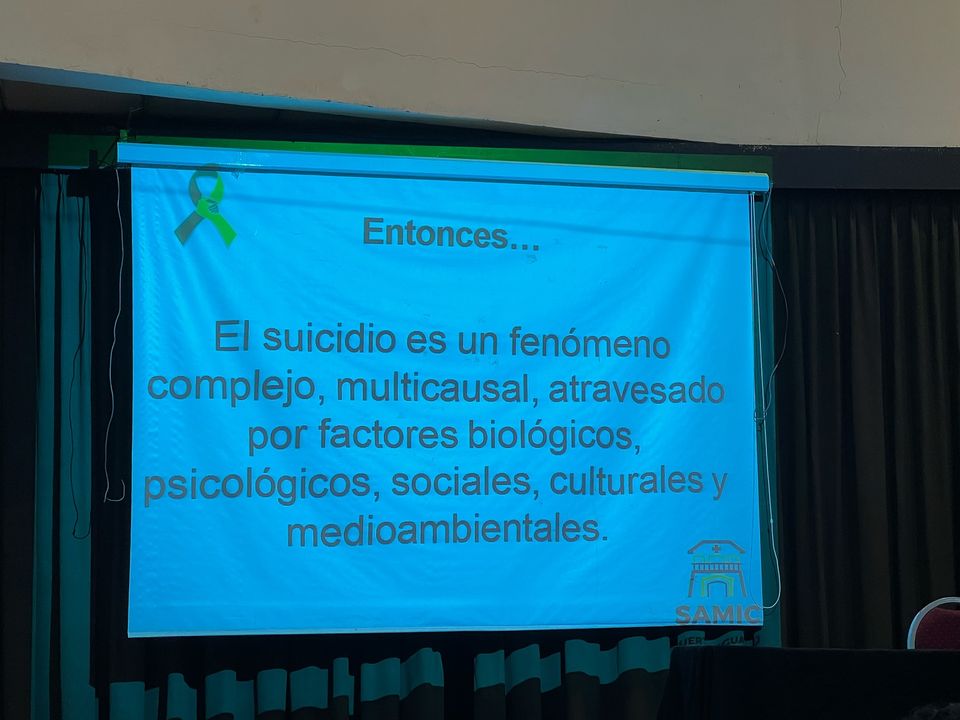 Entonces...
El suicidio es un fenómeno
complejo, multicausal, atravesado
por factores biológicos,
psicológicos, sociales, culturales y
medioambientales.
SAMIC